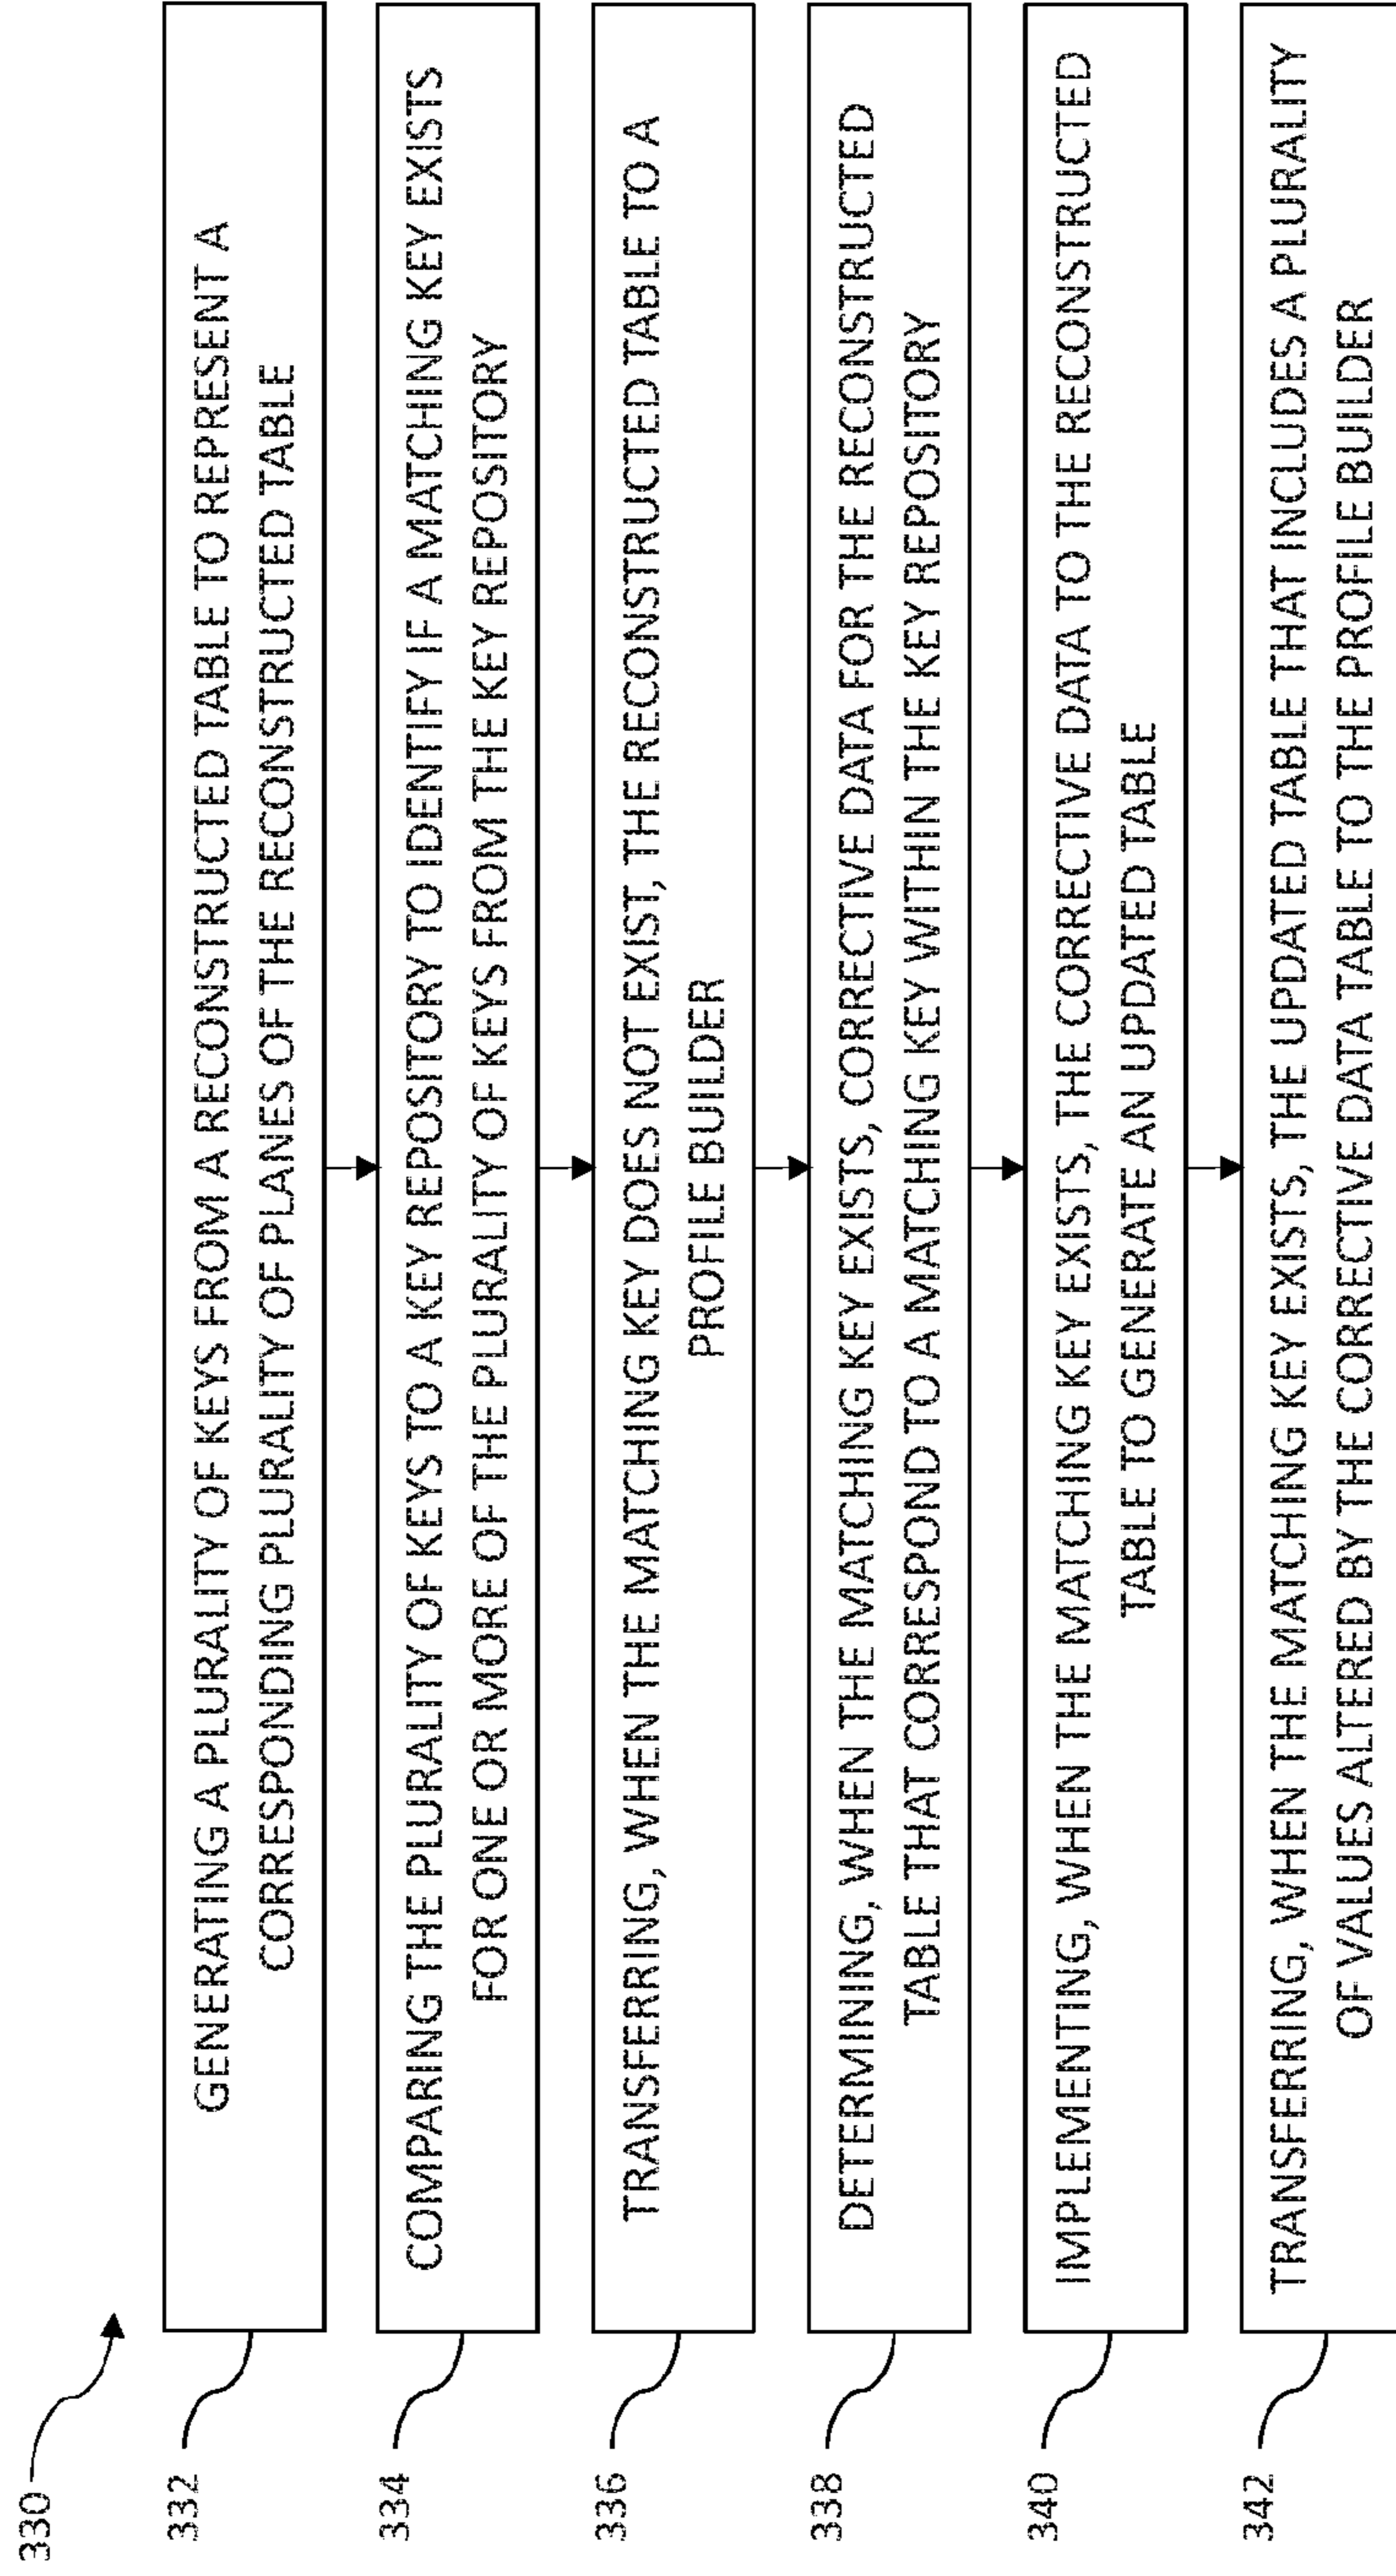 330
332
GENERATING A PLURALITY OF KEYS FROM A RECONSTRUCTED TABLE TO REPRESENT A
CORRESPONDING PLURALITY OF PLANES OF THE RECONSTRUCTED TABLE
334
COMPARING THE PLURALITY OF KEYS TO A KEY REPOSITORY TO IDENTIFY IF A MATCHING KEY EXISTS
FOR ONE OR MORE OF THE PLURALITY OF KEYS FROM THE KEY REPOSITORY
336
TRANSFERRING, WHEN THE MATCHING KEY DOES NOT EXIST, THE RECONSTRUCTED TABLE TO A
PROFILE BUILDER
338
DETERMINING, WHEN THE MATCHING KEY EXISTS, CORRECTIVE DATA FOR THE RECONSTRUCTED
TABLE THAT CORRESPOND TO A MATCHING KEY WITHIN THE KEY REPOSITORY
340
IMPLEMENTING, WHEN THE MATCHING KEY EXISTS, THE CORRECTIVE DATA TO THE RECONSTRUCTED
TABLE TO GENERATE AN UPDATED TABLE
342
TRANSFERRING, WHEN THE MATCHING KEY EXISTS, THE UPDATED TABLE THAT INCLUDES A PLURALITY
OF VALUES ALTERED BY THE CORRECTIVE DATA TABLE TO THE PROFILE BUILDER